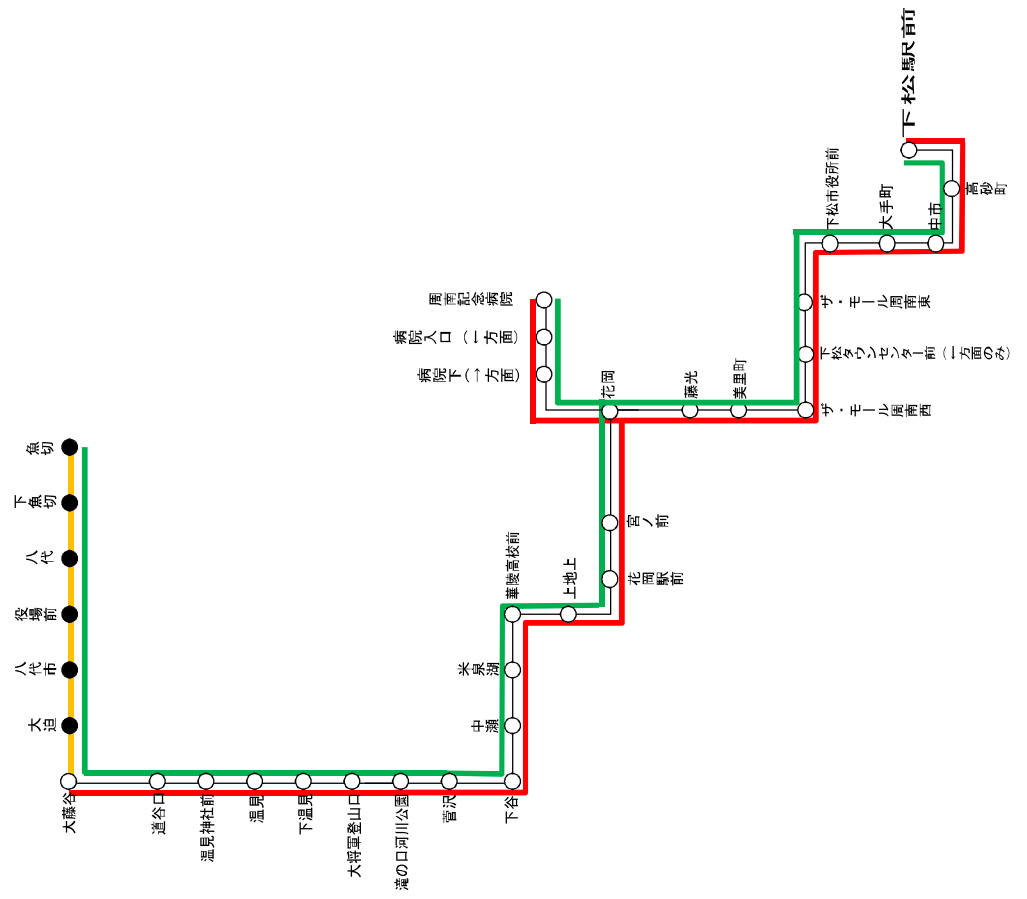 下松駅前
高砂町
中市
大手町
下松市役所前
ザ・モール周南東
下松タウンセンター前（←方面のみ）
ザ・モール周南西
美里町
藤光
花岡
周南記念病院
病院入口（←方面）
病院下(→方面）
宮ノ前
花岡駅前
上地上
華陵高校前
米泉湖
中瀬
下谷
菅沢
滝の口河川公園
大将軍登山口
下温見
温見
温見神社前
道谷口
大藤谷
大迫
八代市
役場前
八代
下魚切
魚切